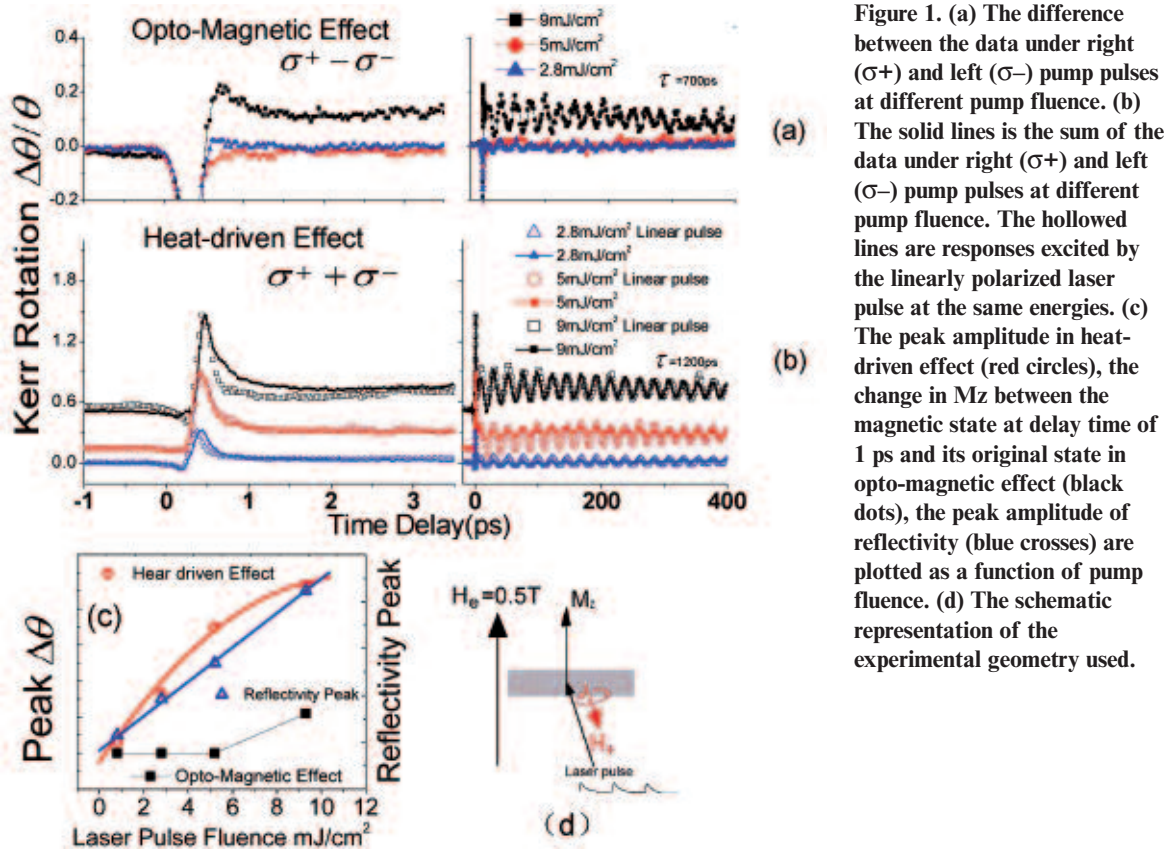 Opto-Magnetic Effect
σ⁺ − σ⁻
9mJ/cm²
5mJ/cm²
2.8mJ/cm²
τ =700ps
(a)
0.4
0.2
0.0
-0.2
Kerr Rotation Δθ/θ
Heat-driven Effect
σ⁺ + σ⁻
2.8mJ/cm² Linear pulse
2.8mJ/cm²
5mJ/cm² Linear pulse
5mJ/cm²
9mJ/cm² Linear pulse
9mJ/cm²
τ =1200ps
(b)
1.8
1.2
0.6
0.0
-1 0 1 2 3 0 100 200 300 400
Time Delay(ps)
Hear driven Effect
(c)
Reflectivity Peak
Opto-Magnetic Effect
Peak Δθ
Reflectivity Peak
0 2 4 6 8 10 12
Laser Pulse Fluence mJ/cm²
Hₑ=0.5T
M_z
Laser pulse
(d)
Figure 1. (a) The difference
between the data under right
(σ+) and left (σ–) pump pulses
at different pump fluence. (b)
The solid lines is the sum of the
data under right (σ+) and left
(σ–) pump pulses at different
pump fluence. The hollowed
lines are responses excited by
the linearly polarized laser
pulse at the same energies. (c)
The peak amplitude in heat-
driven effect (red circles), the
change in Mz between the
magnetic state at delay time of
1 ps and its original state in
opto-magnetic effect (black
dots), the peak amplitude of
reflectivity (blue crosses) are
plotted as a function of pump
fluence. (d) The schematic
representation of the
experimental geometry used.